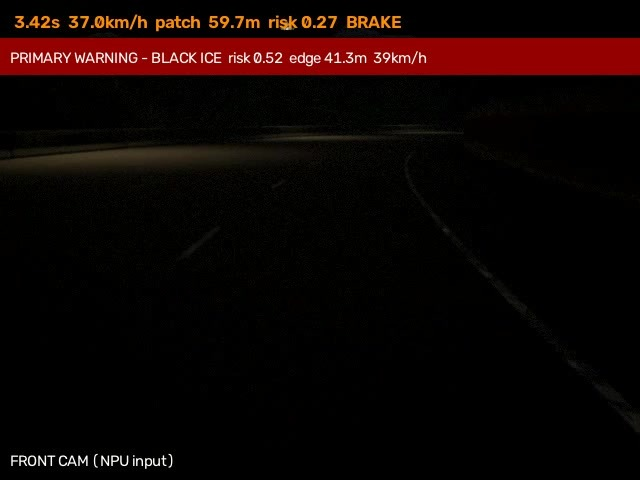 3.42s 37.0km/h patch 59.7m risk 0.27 BRAKE
PRIMARY WARNING - BLACK ICE risk 0.52 edge 41.3m 39km/h
FRONT CAM (NPU input)